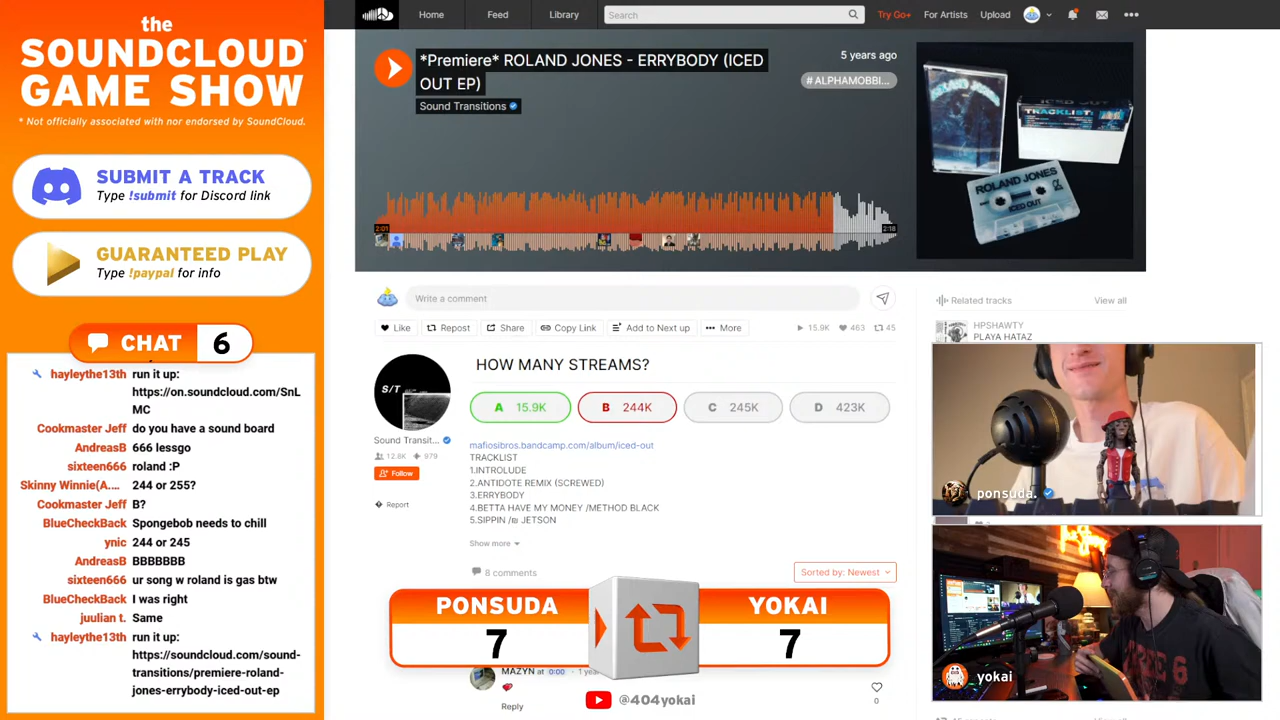 the
SOUNDCLOUD
GAME SHOW
* Not officially associated with nor endorsed by SoundCloud.
SUBMIT A TRACK
Type !submit for Discord link
GUARANTEED PLAY
Type !paypal for info
CHAT 6
hayleythe13th run it up:
https://on.soundcloud.com/SnL
MC
Cookmaster Jeff do you have a sound board
AndreasB 666 lessgo
sixteen666 roland :P
Skinny Winnie(A.... 244 or 255?
Cookmaster Jeff B?
BlueCheckBack Spongebob needs to chill
ynic 244 or 245
AndreasB BBBBBBB
sixteen666 ur song w roland is gas btw
BlueCheckBack I was right
juulian t. Same
hayleythe13th run it up:
https://soundcloud.com/sound-
transitions/premiere-roland-
jones-errybody-iced-out-ep
Home Feed Library Search Try Go+ For Artists Upload
*Premiere* ROLAND JONES - ERRYBODY (ICED
OUT EP)
Sound Transitions
5 years ago
# ALPHAMOBBI...
2:01 2:18
ICED OUT
TRACKLIST:
ROLAND JONES
ICED OUT
Write a comment
Like Repost Share Copy Link Add to Next up More 15.9K 463 45
HOW MANY STREAMS?
A 15.9K B 244K C 245K D 423K
S/T
Sound Transit...
12.8K 979
Follow
Report
mafiosibros.bandcamp.com/album/iced-out
TRACKLIST
1.INTROLUDE
2.ANTIDOTE REMIX (SCREWED)
3.ERRYBODY
4.BETTA HAVE MY MONEY /METHOD BLACK
5.SIPPIN /₪ JETSON
Show more
8 comments
Sorted by: Newest
Related tracks View all
HPSHAWTY
PLAYA HATAZ
ponsuda.
yokai
PONSUDA YOKAI
7 7
MAZYN at 0:00
Reply
0
@404yokai